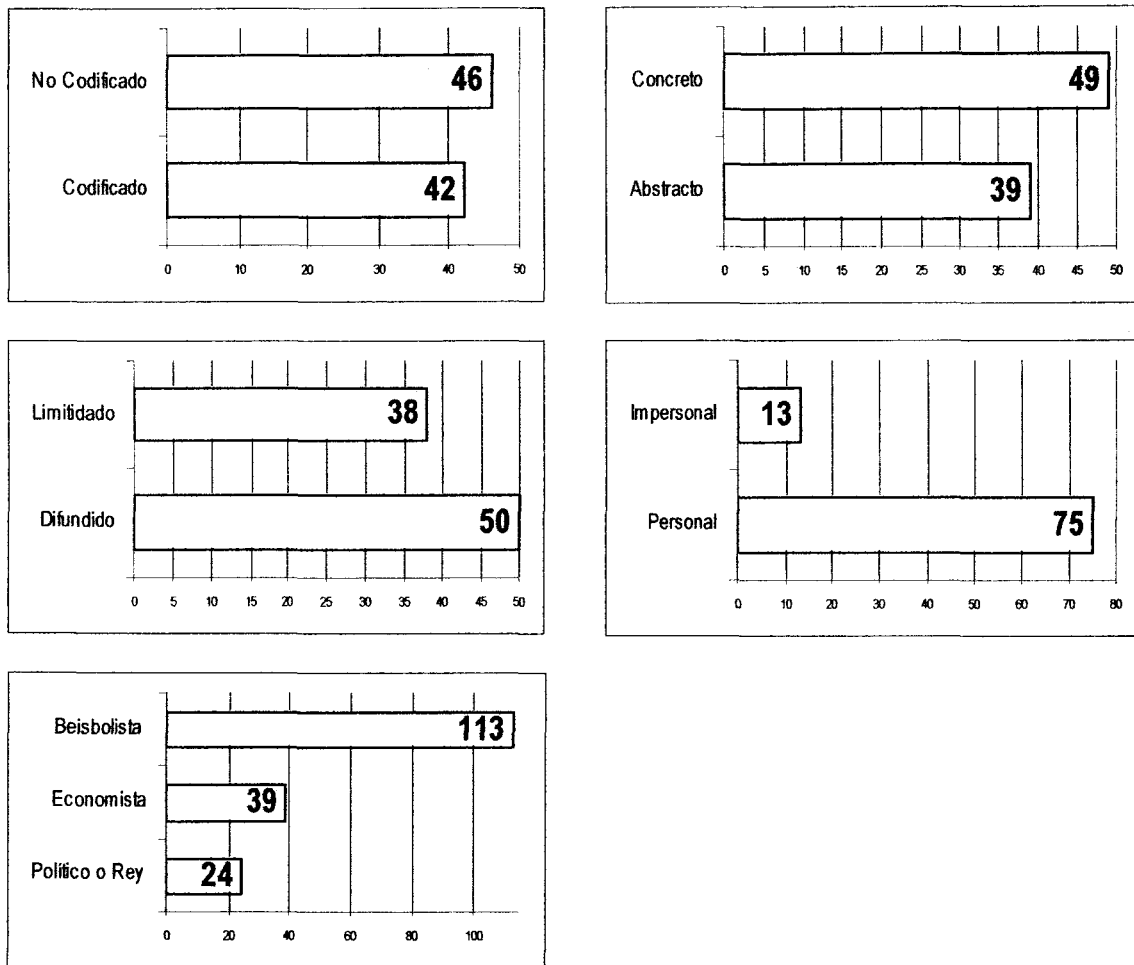 No Codificado 46
Codificado 42
0 10 20 30 40 50
Concreto 49
Abstracto 39
0 5 10 15 20 25 30 35 40 45 50
Limitidado 38
Difundido 50
0 5 10 15 20 25 30 35 40 45 50
Impersonal 13
Personal 75
0 10 20 30 40 50 60 70 80
Beisbolista 113
Economista 39
Político o Rey 24
0 20 40 60 80 100